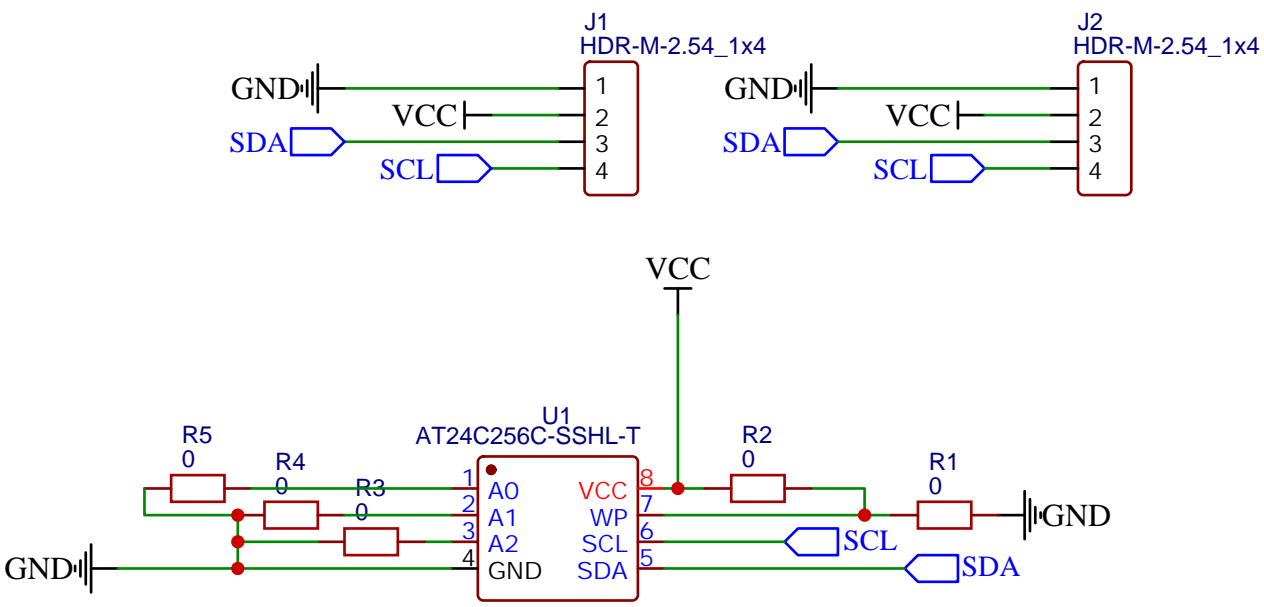 J1
HDR-M-2.54_1x4
GND 1
VCC 2
SDA 3
SCL 4
J2
HDR-M-2.54_1x4
GND 1
VCC 2
SDA 3
SCL 4
VCC
U1
AT24C256C-SSHL-T
R5
0
R4
0
R3
0
R2
0
R1
0
1 A0 VCC 8
2 A1 WP 7
3 A2 SCL 6
4 GND SDA 5
GND
GND
SCL
SDA